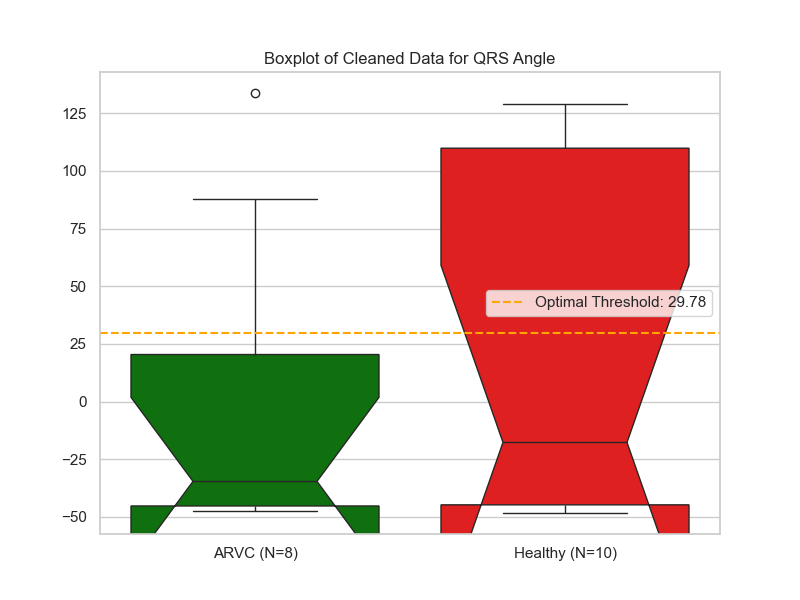 Boxplot of Cleaned Data for QRS Angle
125
100
75
50
25
0
−25
−50
Optimal Threshold: 29.78
ARVC (N=8)
Healthy (N=10)